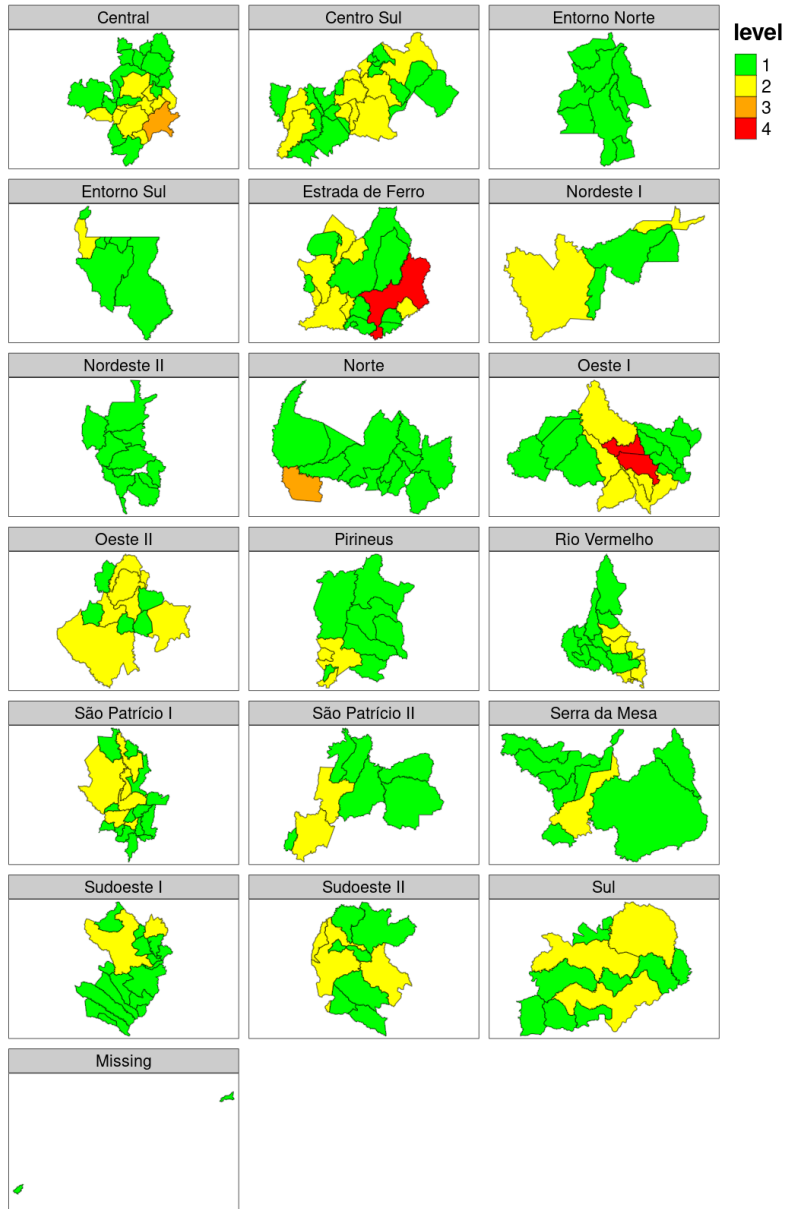 Central
Centro Sul
Entorno Norte
level
1
2
3
4
Entorno Sul
Estrada de Ferro
Nordeste I
Nordeste II
Norte
Oeste I
Oeste II
Pirineus
Rio Vermelho
São Patrício I
São Patrício II
Serra da Mesa
Sudoeste I
Sudoeste II
Sul
Missing